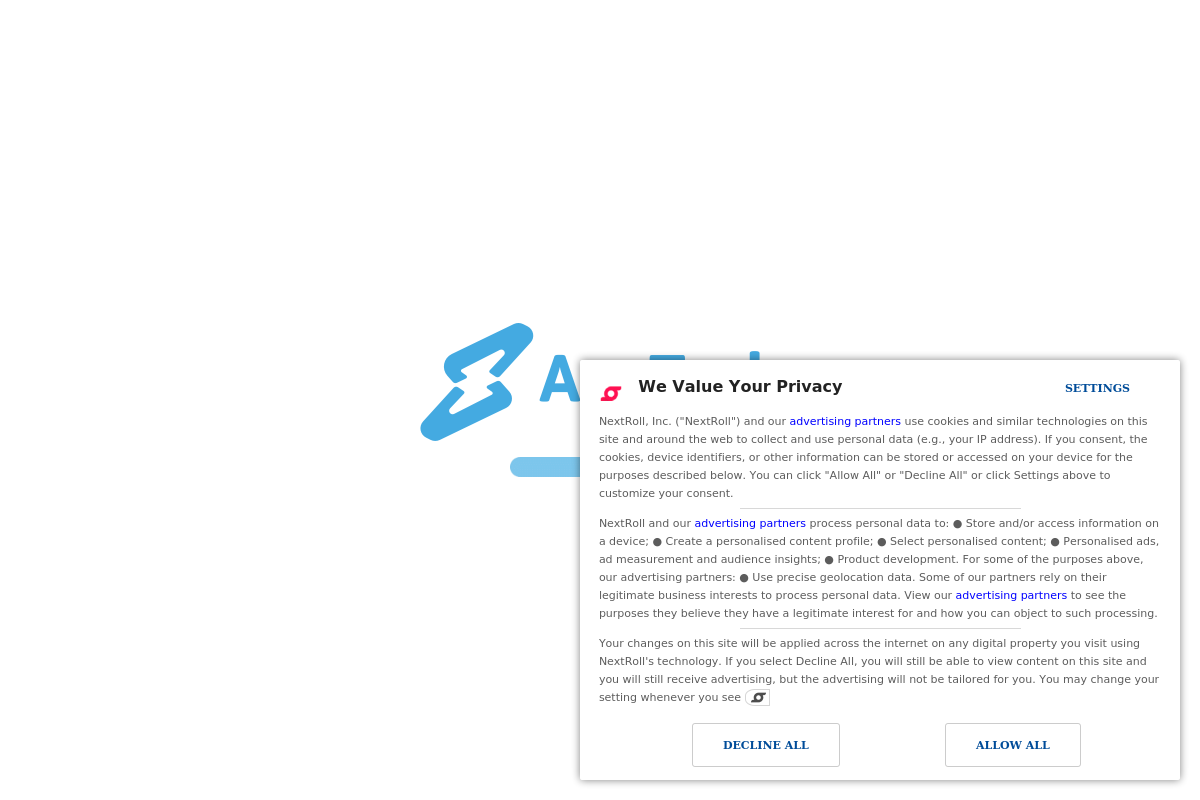 We Value Your Privacy
SETTINGS
NextRoll, Inc. ("NextRoll") and our advertising partners use cookies and similar technologies on this
site and around the web to collect and use personal data (e.g., your IP address). If you consent, the
cookies, device identifiers, or other information can be stored or accessed on your device for the
purposes described below. You can click "Allow All" or "Decline All" or click Settings above to
customize your consent.
NextRoll and our advertising partners process personal data to: ● Store and/or access information on
a device; ● Create a personalised content profile; ● Select personalised content; ● Personalised ads,
ad measurement and audience insights; ● Product development. For some of the purposes above,
our advertising partners: ● Use precise geolocation data. Some of our partners rely on their
legitimate business interests to process personal data. View our advertising partners to see the
purposes they believe they have a legitimate interest for and how you can object to such processing.
Your changes on this site will be applied across the internet on any digital property you visit using
NextRoll's technology. If you select Decline All, you will still be able to view content on this site and
you will still receive advertising, but the advertising will not be tailored for you. You may change your
setting whenever you see
DECLINE ALL
ALLOW ALL